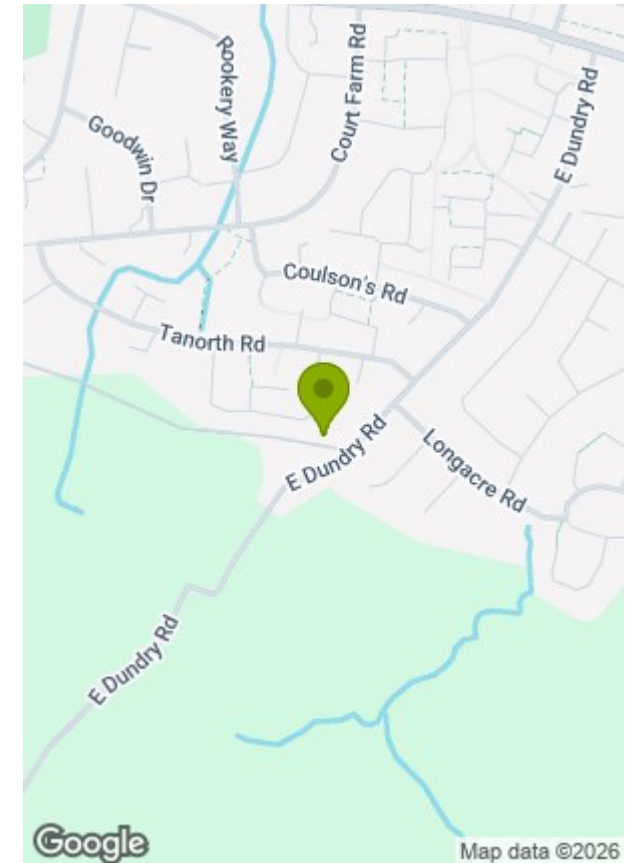 Rookery Way
Court Farm Rd
E Dundry Rd
Goodwin Dr
Coulson's Rd
Tanorth Rd
E Dundry Rd
Longacre Rd
E Dundry Rd
Google
Map data ©2026